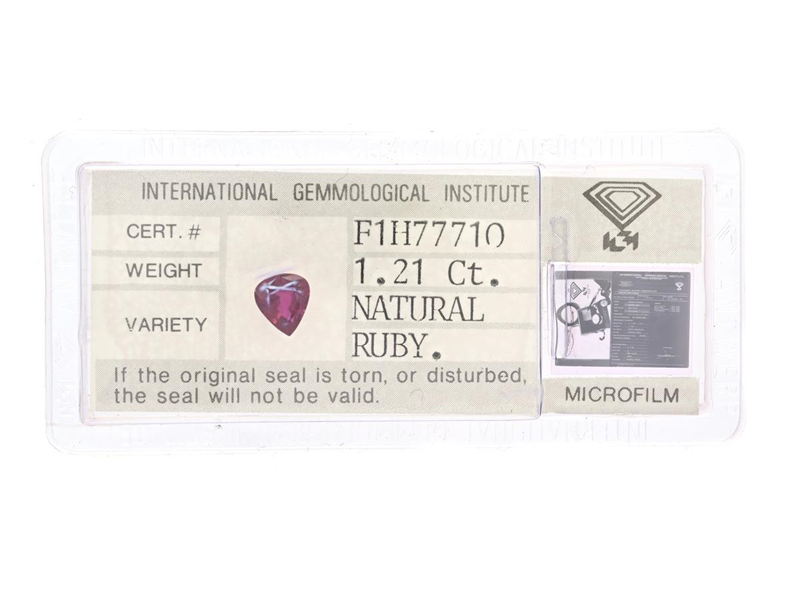 INTERNATIONAL GEMMOLOGICAL INSTITUTE
CERT. # F1H77710
WEIGHT 1.21 Ct.
VARIETY NATURAL
RUBY.
If the original seal is torn, or disturbed,
the seal will not be valid.
MICROFILM